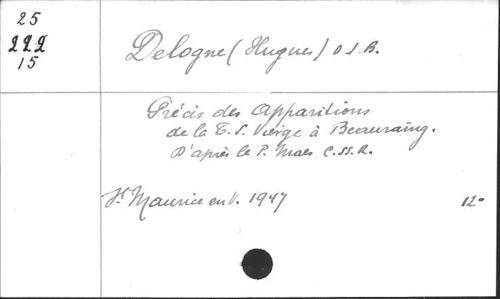 25
222
15
Delogne (Hugues) O.S.B.
Précis des Apparitions
de la T. S. Vierge à Beauraing.
D'après le P. Maes C.SS.R.
St Maurice en V. 1947 12°